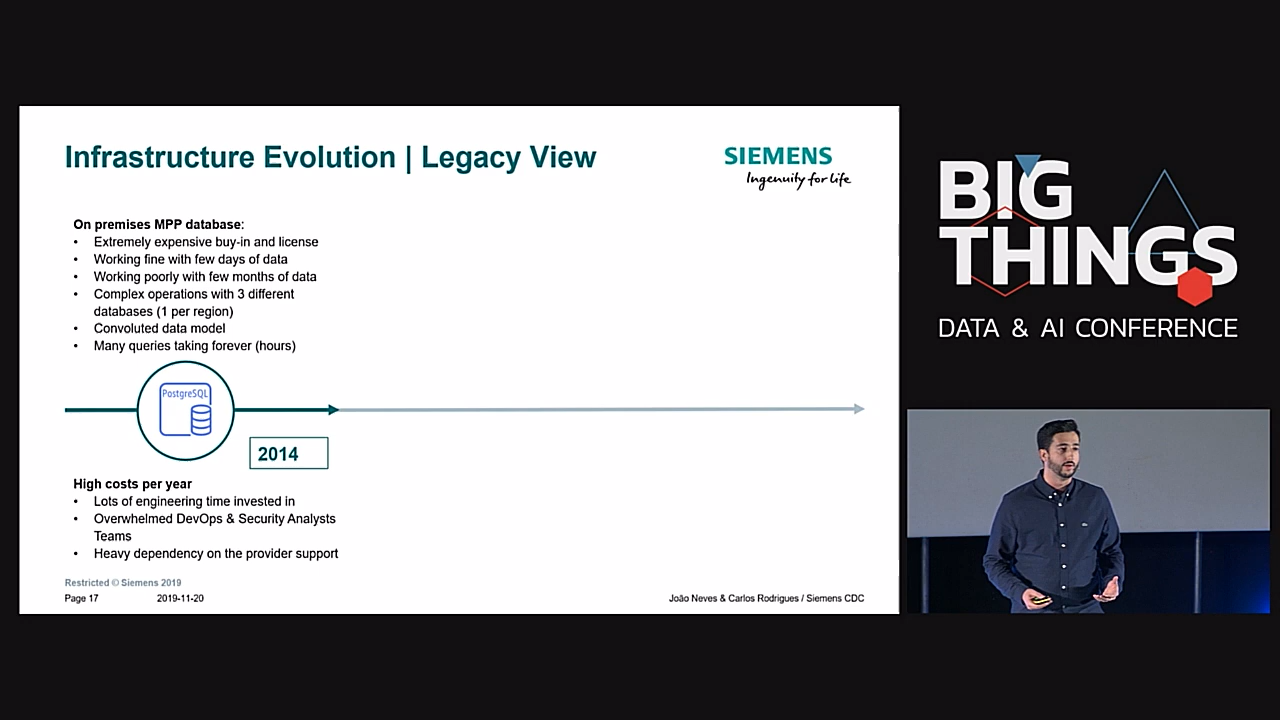 Infrastructure Evolution | Legacy View
SIEMENS
Ingenuity for life
On premises MPP database:
• Extremely expensive buy-in and license
• Working fine with few days of data
• Working poorly with few months of data
• Complex operations with 3 different
databases (1 per region)
• Convoluted data model
• Many queries taking forever (hours)
PostgreSQL
2014
High costs per year
• Lots of engineering time invested in
• Overwhelmed DevOps & Security Analysts
Teams
• Heavy dependency on the provider support
Restricted © Siemens 2019
Page 17
2019-11-20
João Neves & Carlos Rodrigues / Siemens CDC
BIG
THINGS
DATA & AI CONFERENCE